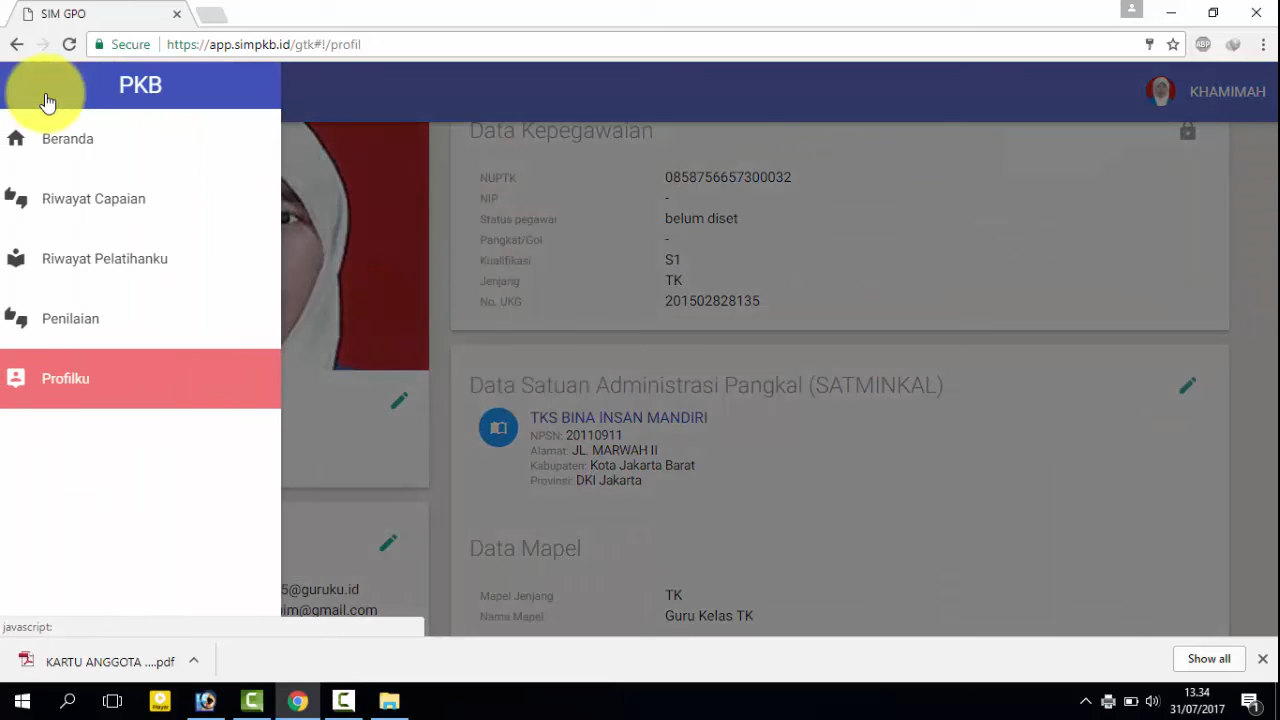 SIM GPO
Secure
https://app.simpkb.id/gtk#!/profil
ABP
PKB
KHAMIMAH
Beranda
Riwayat Capaian
Riwayat Pelatihanku
Penilaian
Profilku
Data Kepegawaian
NUPTK 0858756657300032
NIP -
Status pegawai belum diset
Pangkat/Gol -
Kualifikasi S1
Jenjang TK
No. UKG 201502828135
Data Satuan Administrasi Pangkal (SATMINKAL)
TKS BINA INSAN MANDIRI
NPSN: 20110911
Alamat: JL. MARWAH II
Kabupaten: Kota Jakarta Barat
Provinsi: DKI Jakarta
Data Mapel
5@guruku.id
im@gmail.com
Mapel Jenjang TK
Nama Mapel Guru Kelas TK
javascript:
KARTU ANGGOTA ....pdf
Show all
13.34
31/07/2017
1